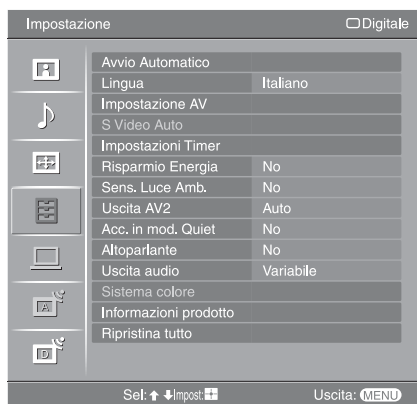 Impostazione Digitale
Avvio Automatico
Lingua Italiano
Impostazione AV
S Video Auto
Impostazioni Timer
Risparmio Energia No
Sens. Luce Amb. No
Uscita AV2 Auto
Acc. in mod. Quiet No
Altoparlante No
Uscita audio Variabile
Sistema colore
Informazioni prodotto
Ripristina tutto
A
D
Sel: Impost: Uscita: MENU